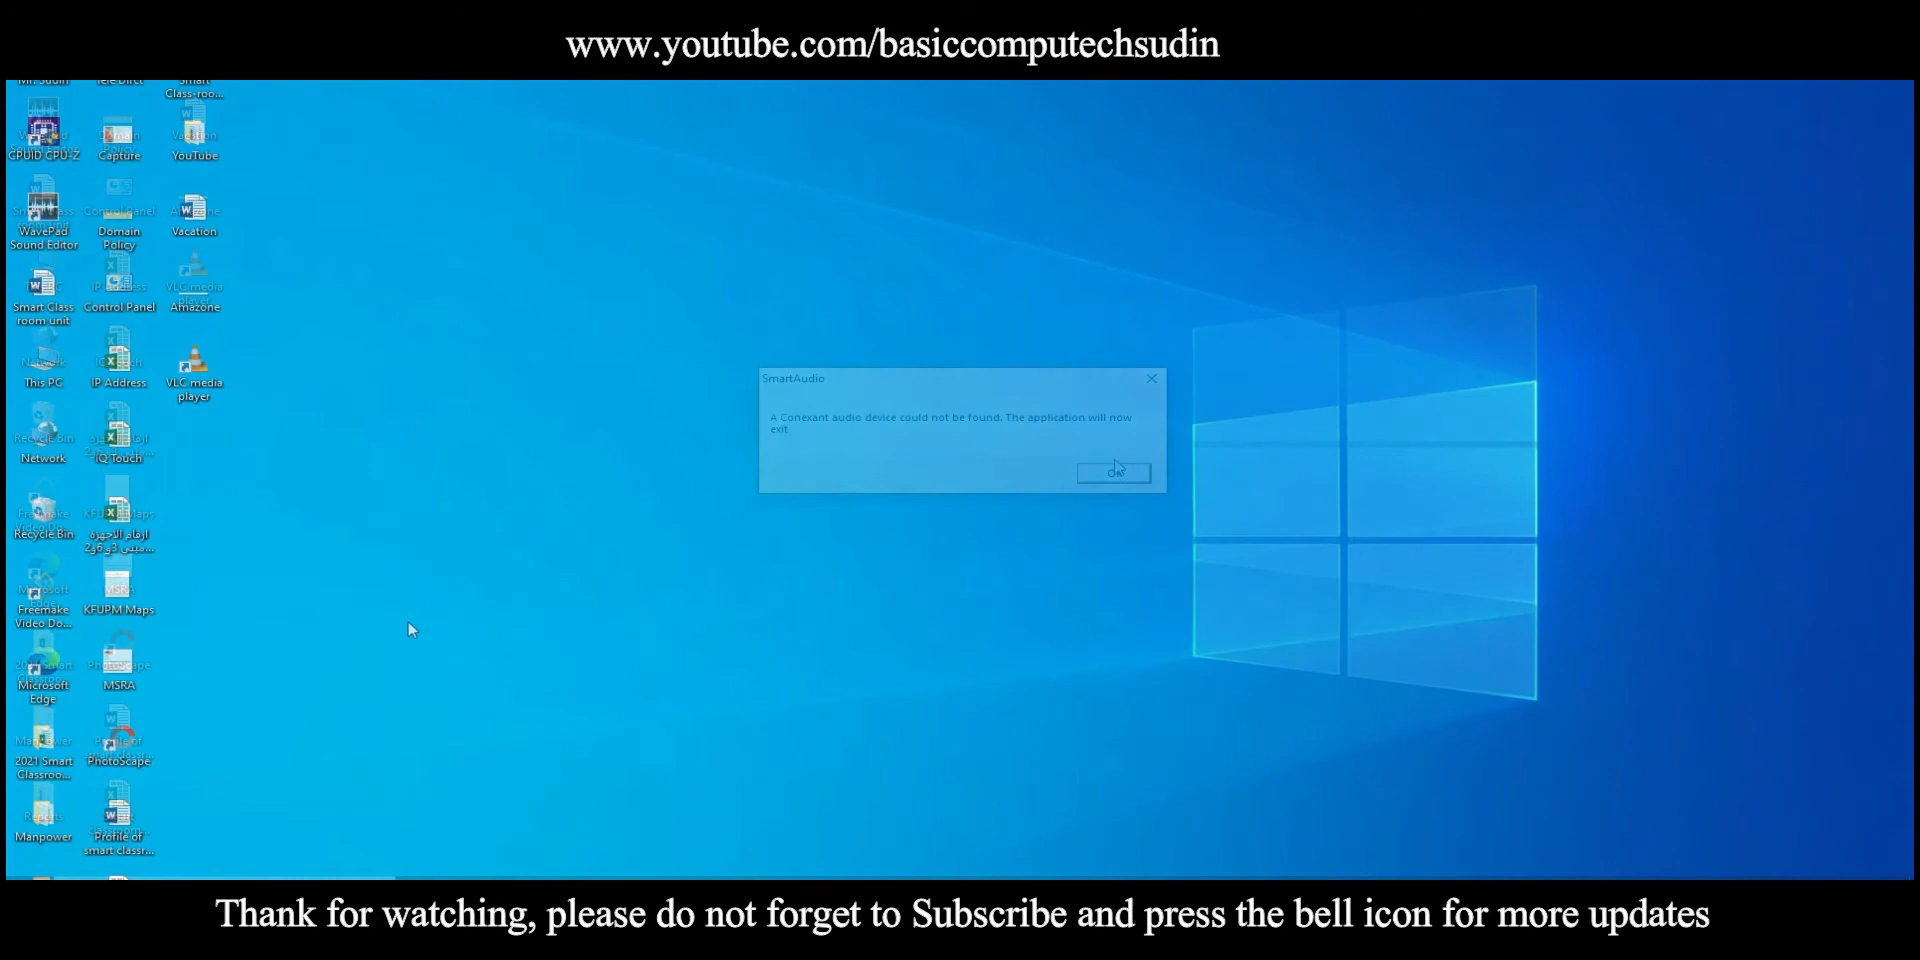 www.youtube.com/basiccomputechsudin
Class-roo...
CPUID CPU-Z
Capture
YouTube
WavePad
Sound Editor
Domain
Policy
Vacation
Smart Class
room unit
Control Panel
Amazone
This PC
IP Address
VLC media
player
Network
IQ Touch
Recycle Bin
ارقام الاجهزه
Freemake
Video Do...
KFUPM Maps
Microsoft
Edge
MSRA
2021 Smart
Classroo...
PhotoScape
Manpower
Profile of
smart classr...
SmartAudio
A Conexant audio device could not be found. The application will now
exit
Thank for watching, please do not forget to Subscribe and press the bell icon for more updates